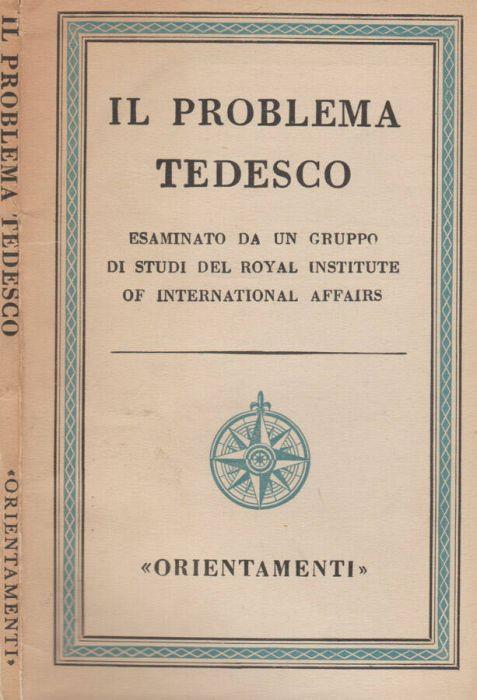 IL PROBLEMA
TEDESCO
ESAMINATO DA UN GRUPPO
DI STUDI DEL ROYAL INSTITUTE
OF INTERNATIONAL AFFAIRS
«ORIENTAMENTI»
IL PROBLEMA TEDESCO
«ORIENTAMENTI»